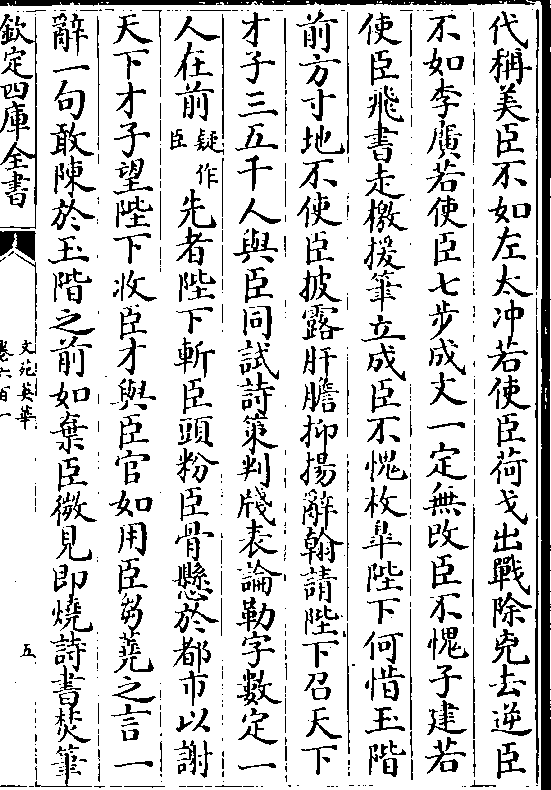 代稱美臣不如左太冲若使臣荷戈出戰除兇去逆臣
不如李廣若使臣七步成文一定無改臣不愧子建若
使臣飛書走檄援筆立成臣不愧枚臯陛下何惜玉階
前方寸地不使臣披露肝膽抑揚辭翰請陛下召天下
才子三五千人與臣同試詩策判牋表論勒字數定一
人在前疑作臣先者陛下斬臣頭粉臣骨懸於都市以謝
天下才子望陛下收臣才與臣官如用臣芻蕘之言一
辭一句敢陳於玉階之前如棄臣微見即燒詩書焚筆
欽定四庫全書
文苑英華
卷六百一
五